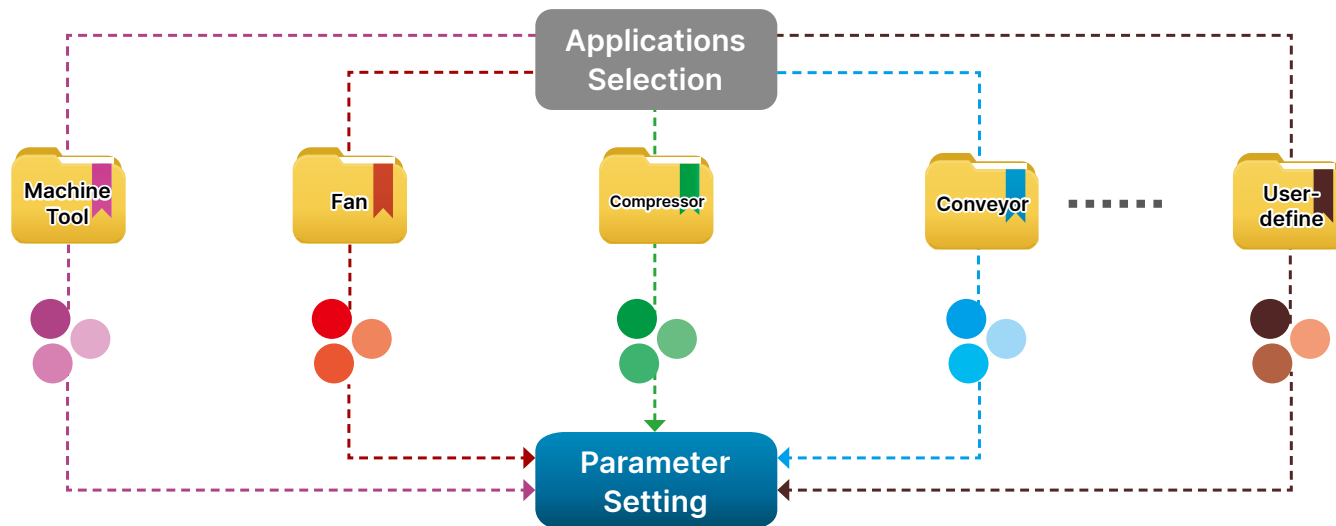 Applications
Selection
Machine
Tool
Fan
Compressor
Conveyor
User-
define
Parameter
Setting